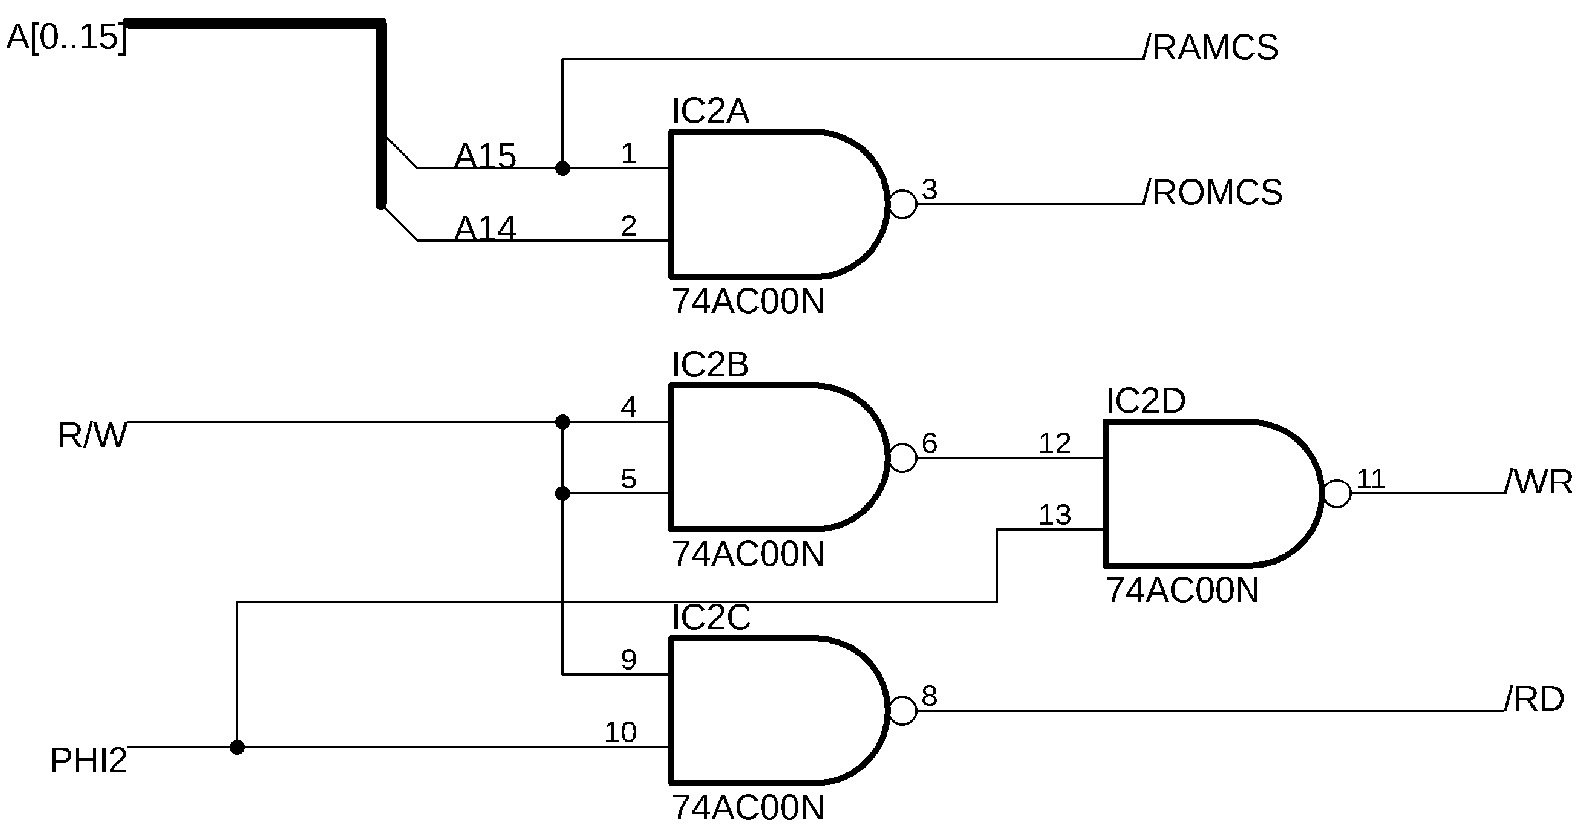 A[0..15]
/RAMCS
IC2A
A15
1
3
/ROMCS
A14
2
74AC00N
IC2B
IC2D
R/W
4
6
12
5
11
/WR
13
74AC00N
74AC00N
IC2C
9
8
/RD
10
PHI2
74AC00N